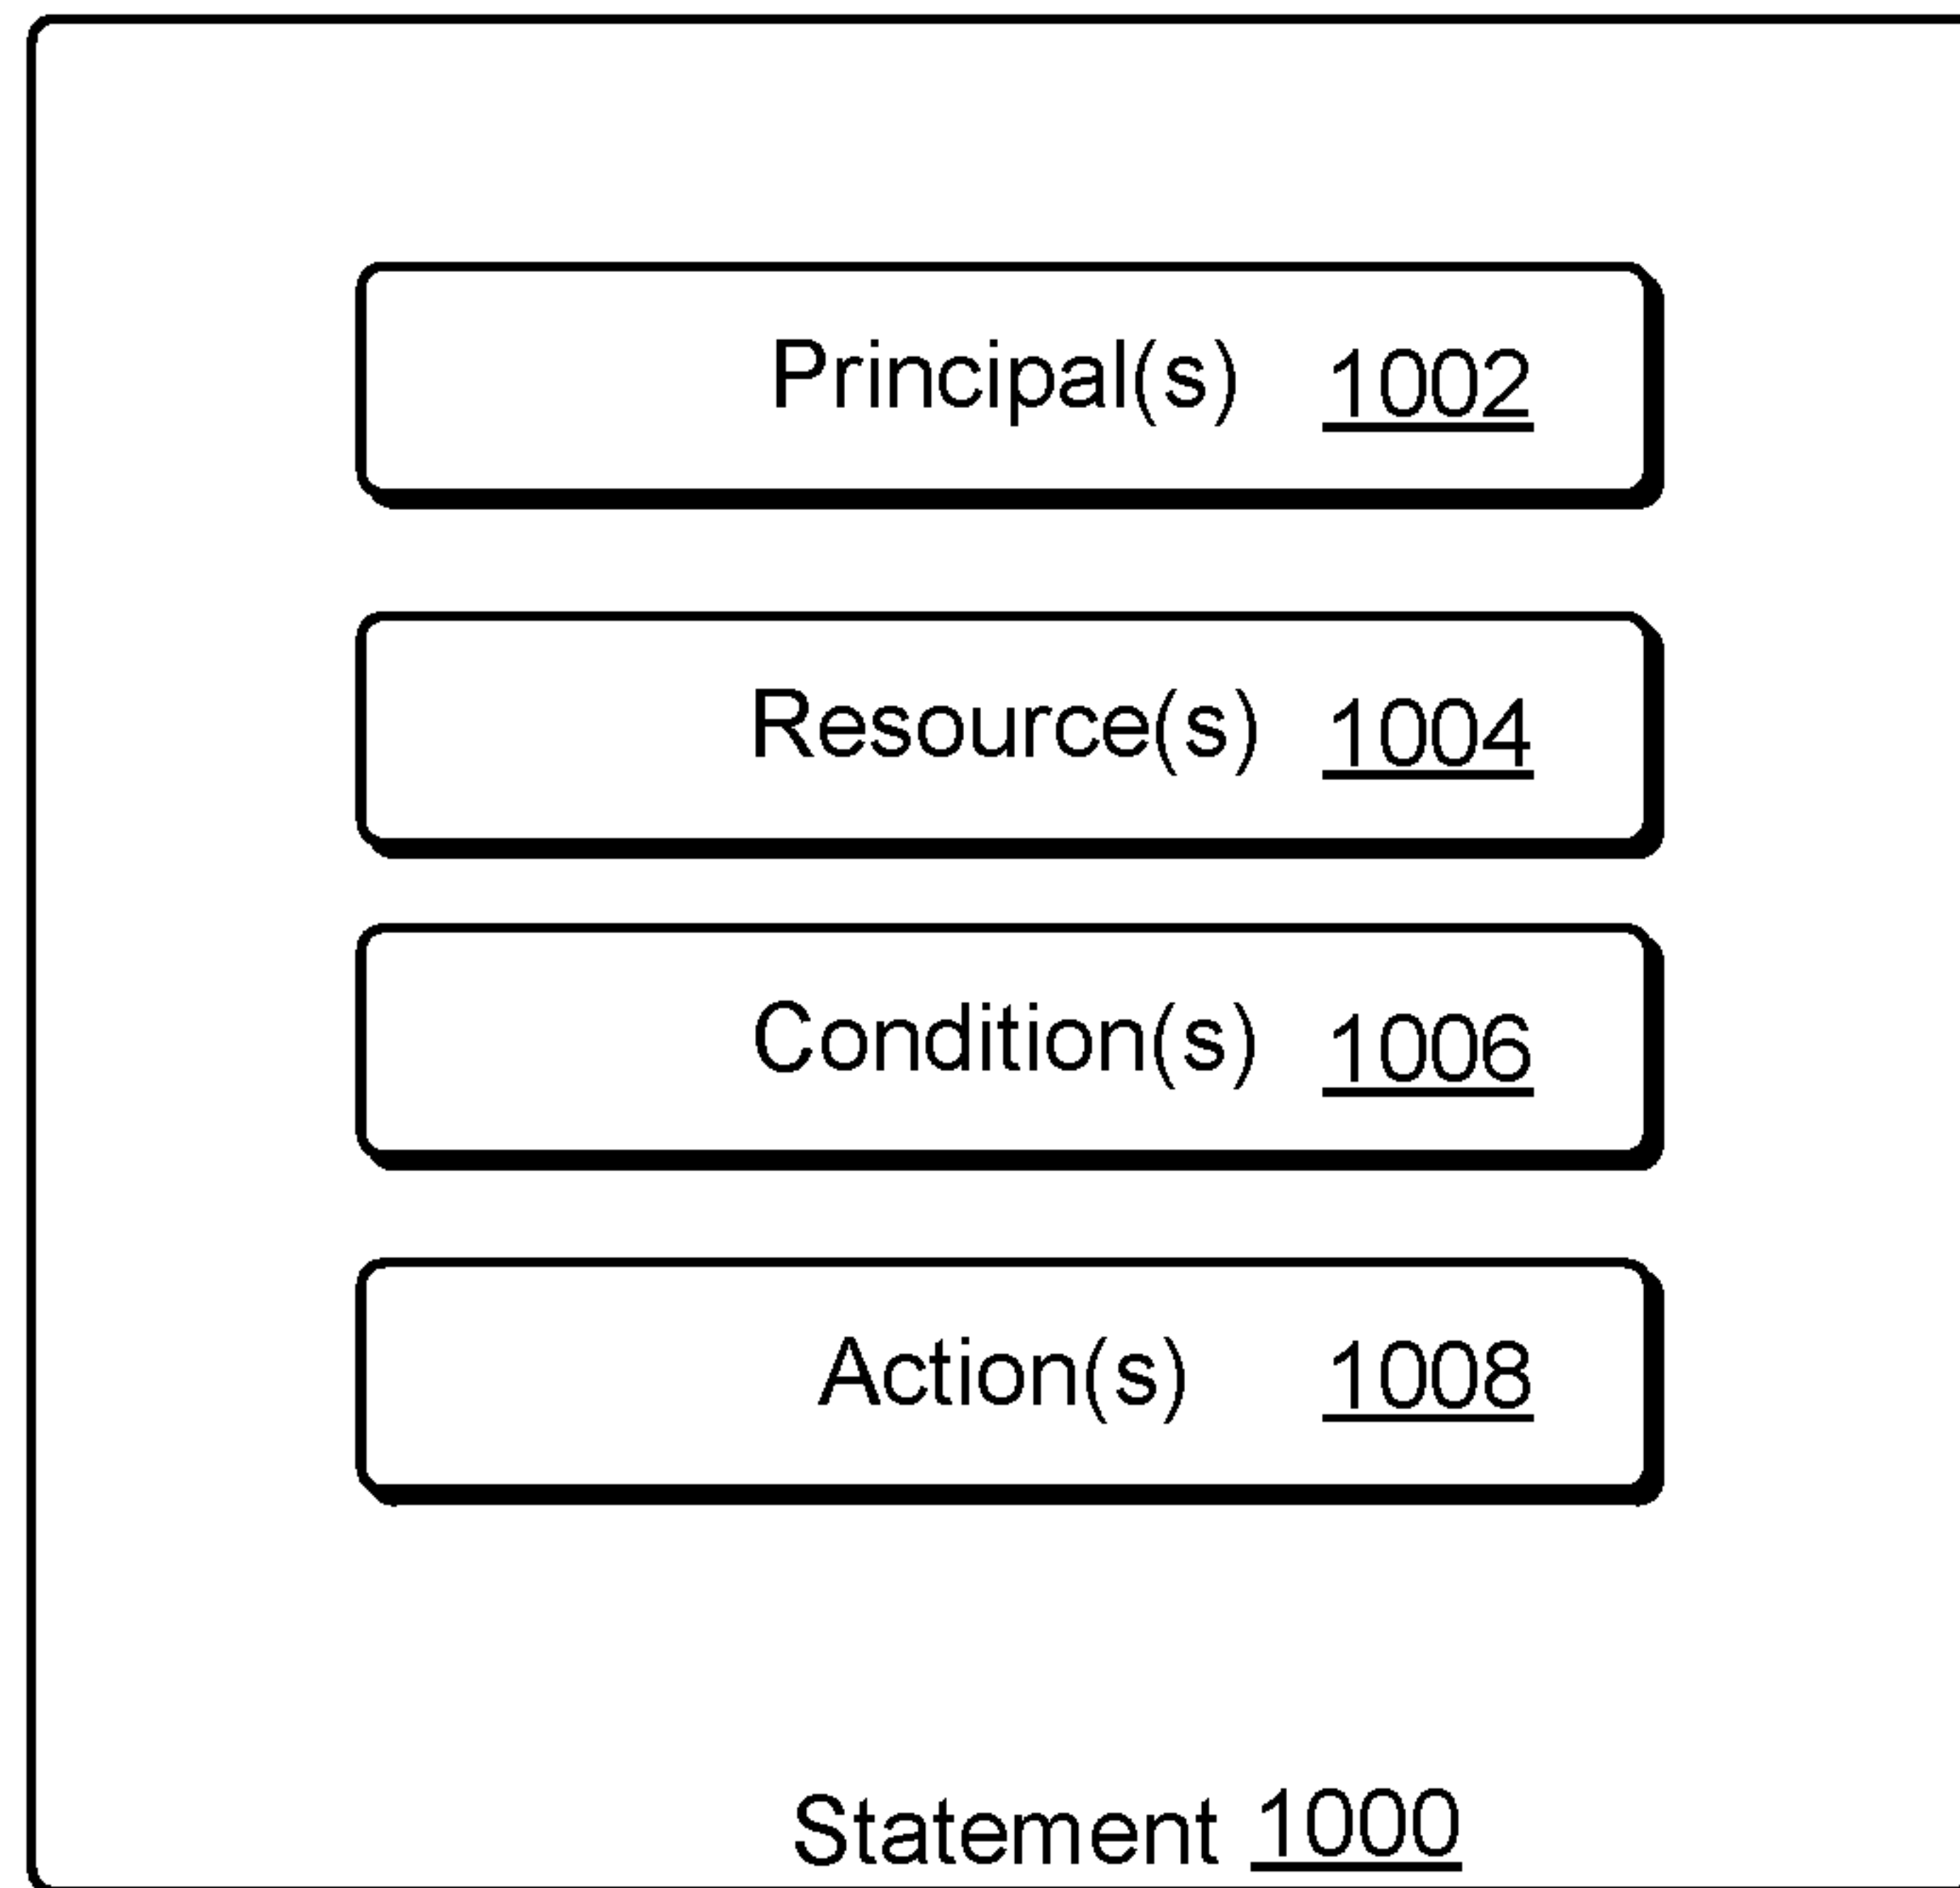 Principal(s) 1002
Resource(s) 1004
Condition(s) 1006
Action(s) 1008
Statement 1000